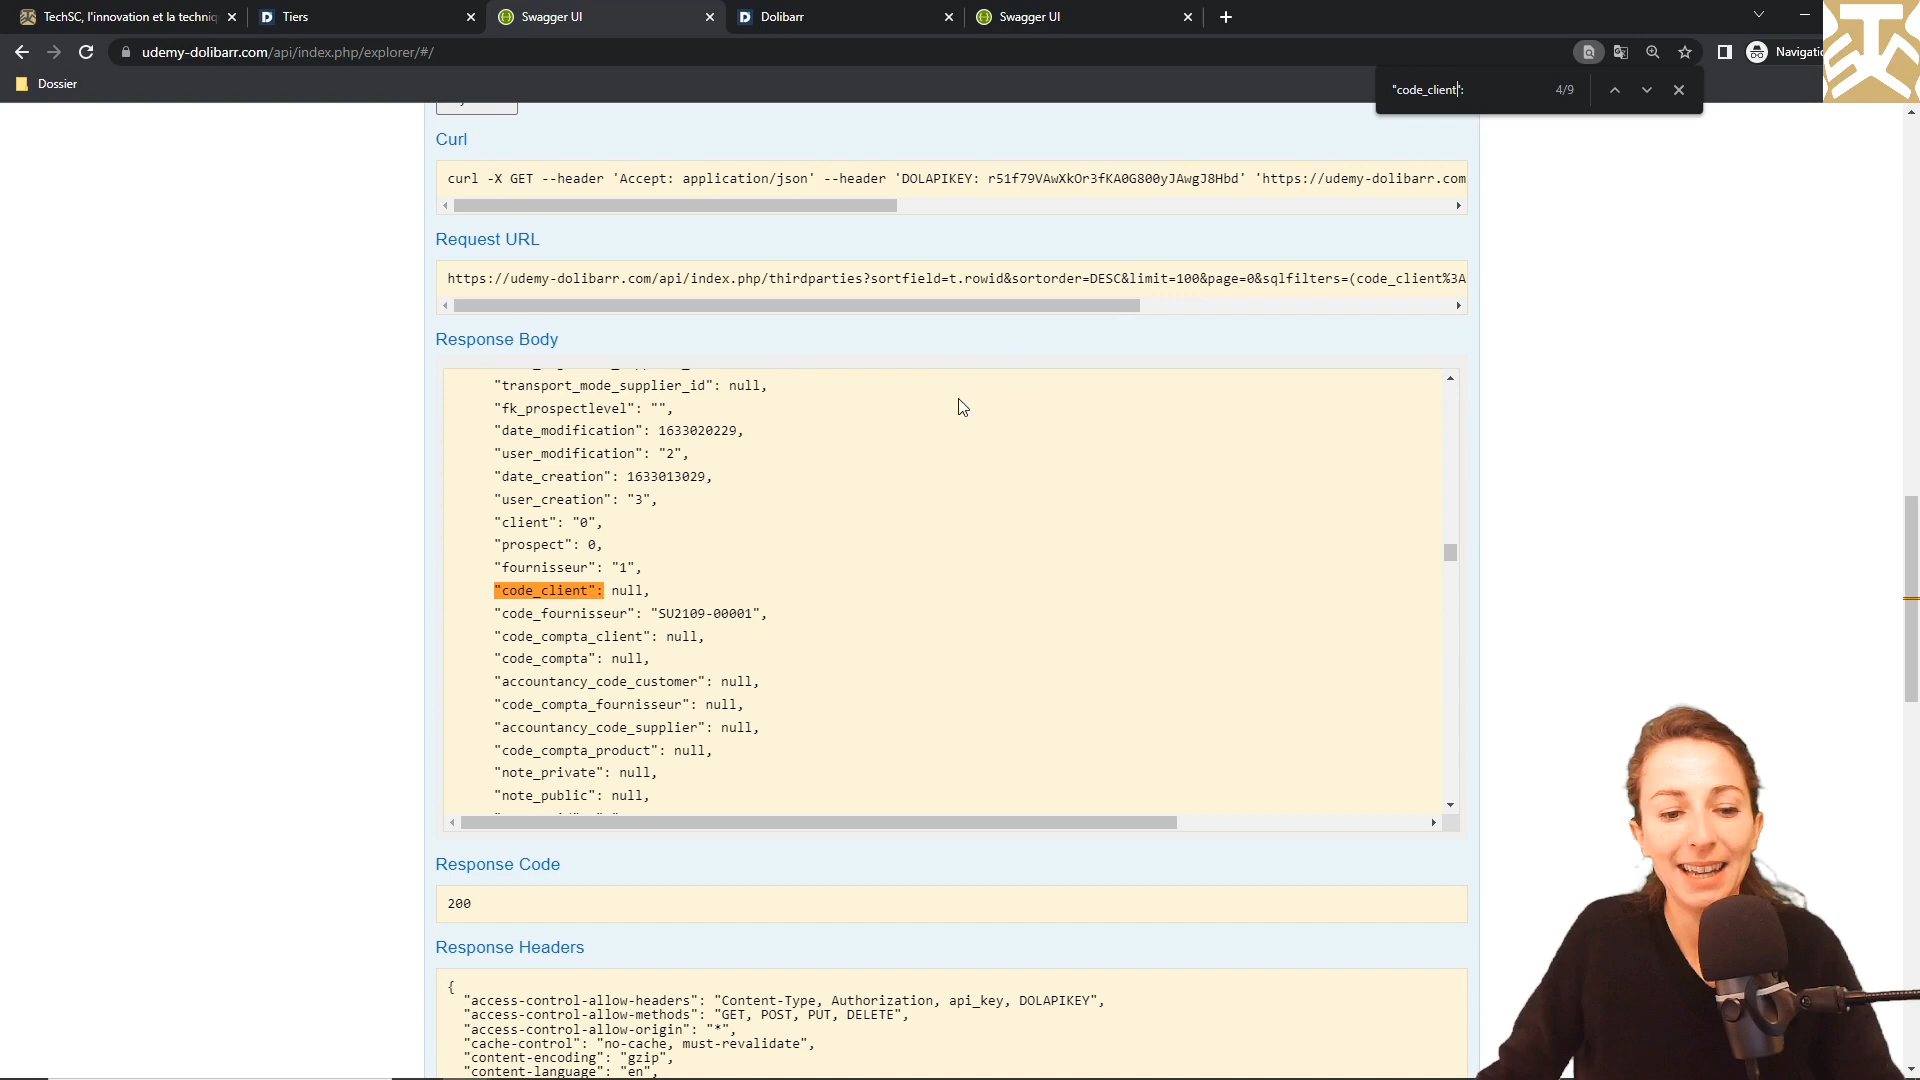 TechSC, l'innovation et la techniq
Tiers
Swagger UI
Dolibarr
Swagger UI
udemy-dolibarr.com/api/index.php/explorer/#/
Navigati
Dossier
"code_client":
4/9
Curl
curl -X GET --header 'Accept: application/json' --header 'DOLAPIKEY: r51f79VAwXkOr3fKA0G800yJAwgJ8Hbd' 'https://udemy-dolibarr.com
Request URL
https://udemy-dolibarr.com/api/index.php/thirdparties?sortfield=t.rowid&sortorder=DESC&limit=100&page=0&sqlfilters=(code_client%3A
Response Body
"transport_mode_supplier_id": null,
"fk_prospectlevel": "",
"date_modification": 1633020229,
"user_modification": "2",
"date_creation": 1633013029,
"user_creation": "3",
"client": "0",
"prospect": 0,
"fournisseur": "1",
"code_client": null,
"code_fournisseur": "SU2109-00001",
"code_compta_client": null,
"code_compta": null,
"accountancy_code_customer": null,
"code_compta_fournisseur": null,
"accountancy_code_supplier": null,
"code_compta_product": null,
"note_private": null,
"note_public": null,
Response Code
200
Response Headers
{
"access-control-allow-headers": "Content-Type, Authorization, api_key, DOLAPIKEY",
"access-control-allow-methods": "GET, POST, PUT, DELETE",
"access-control-allow-origin": "*",
"cache-control": "no-cache, must-revalidate",
"content-encoding": "gzip",
"content-language": "en",